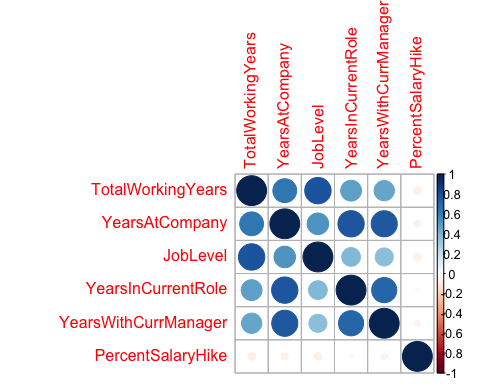 TotalWorkingYears
YearsAtCompany
JobLevel
YearsInCurrentRole
YearsWithCurrManager
PercentSalaryHike
TotalWorkingYears
YearsAtCompany
JobLevel
YearsInCurrentRole
YearsWithCurrManager
PercentSalaryHike
1
0.8
0.6
0.4
0.2
0
-0.2
-0.4
-0.6
-0.8
-1